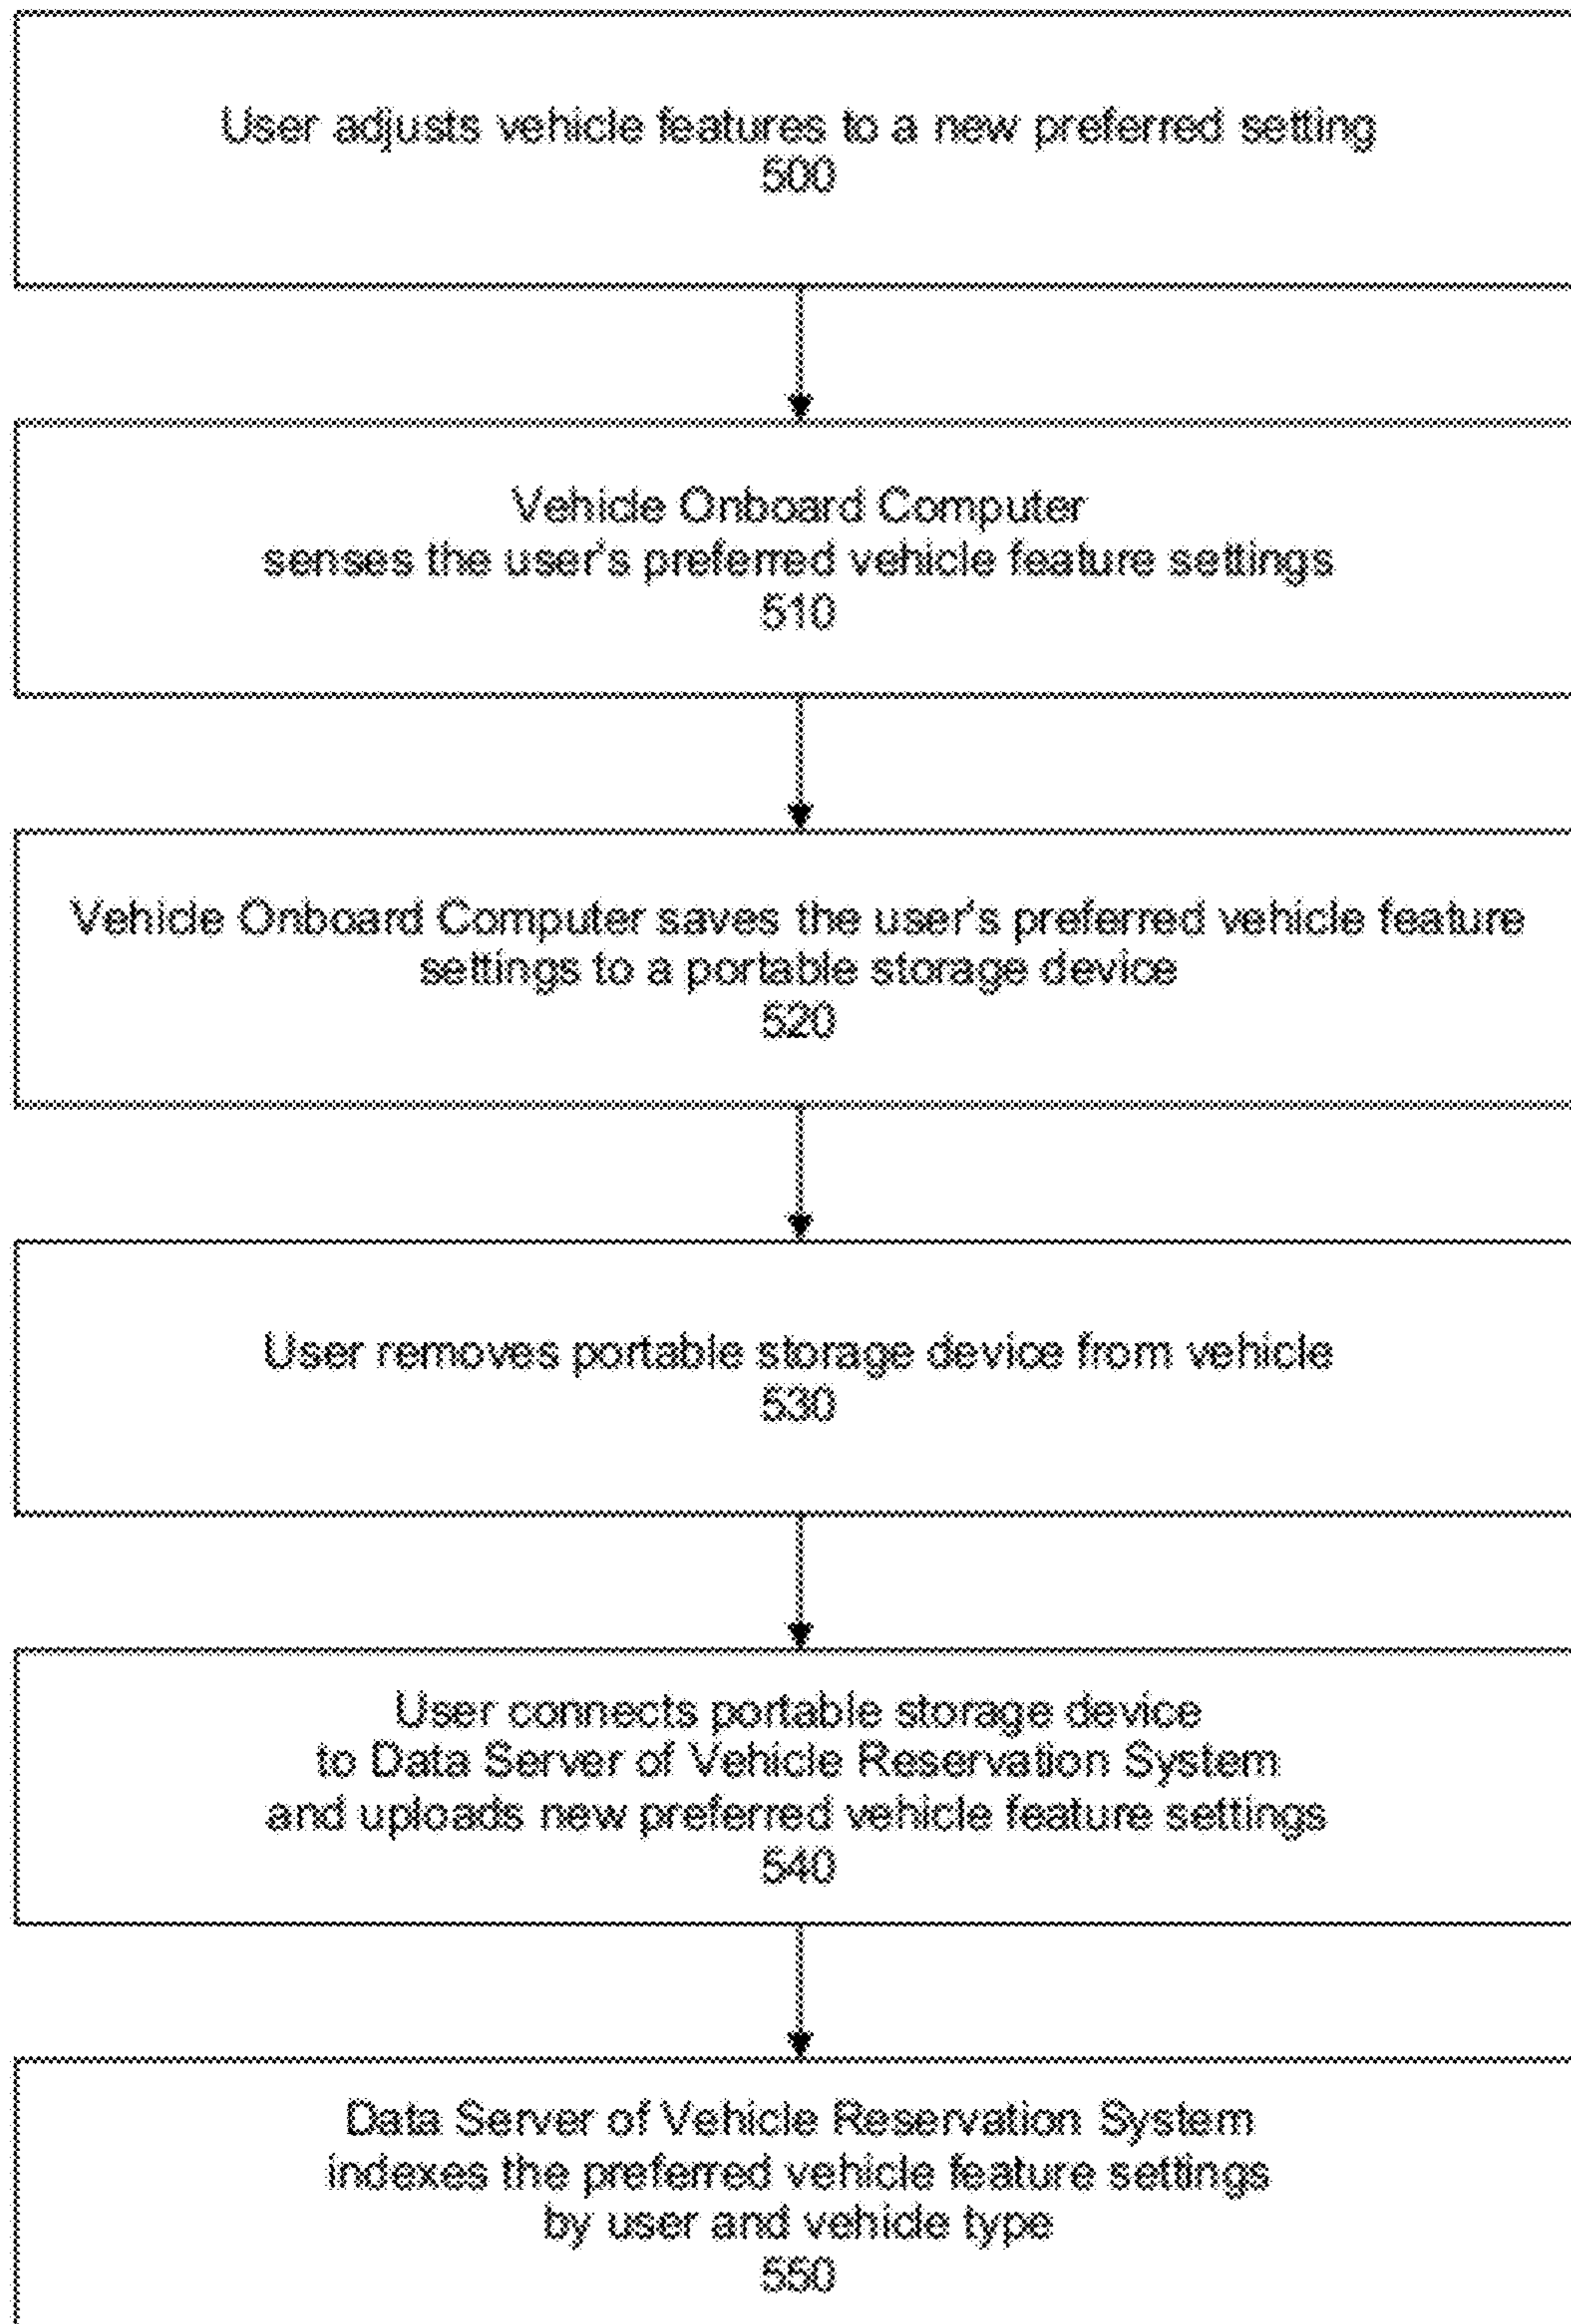 User adjusts vehicle features to a new preferred setting
500
Vehicle Onboard Computer
senses the user's preferred vehicle feature settings
510
Vehicle Onboard Computer saves the user's preferred vehicle feature
settings to a portable storage device
520
User removes portable storage device from vehicle
530
User connects portable storage device
to Data Server of Vehicle Reservation System
and uploads new preferred vehicle feature settings
540
Data Server of Vehicle Reservation System
indexes the preferred vehicle feature settings
by user and vehicle type
550